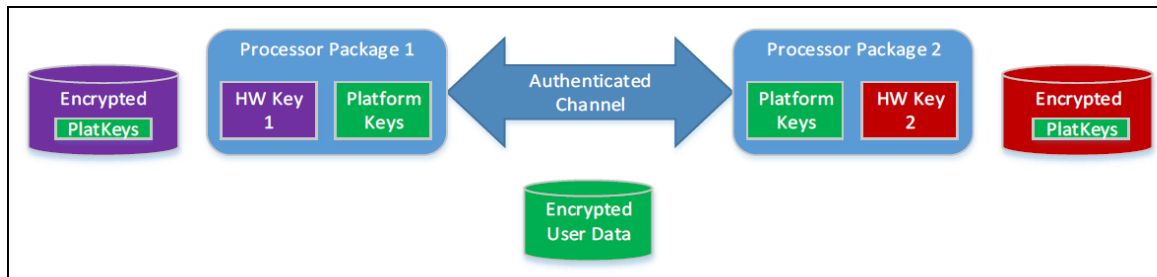 Processor Package 1
Processor Package 2
Encrypted
PlatKeys
HW Key
1
Platform
Keys
Authenticated
Channel
Platform
Keys
HW Key
2
Encrypted
PlatKeys
Encrypted
User Data